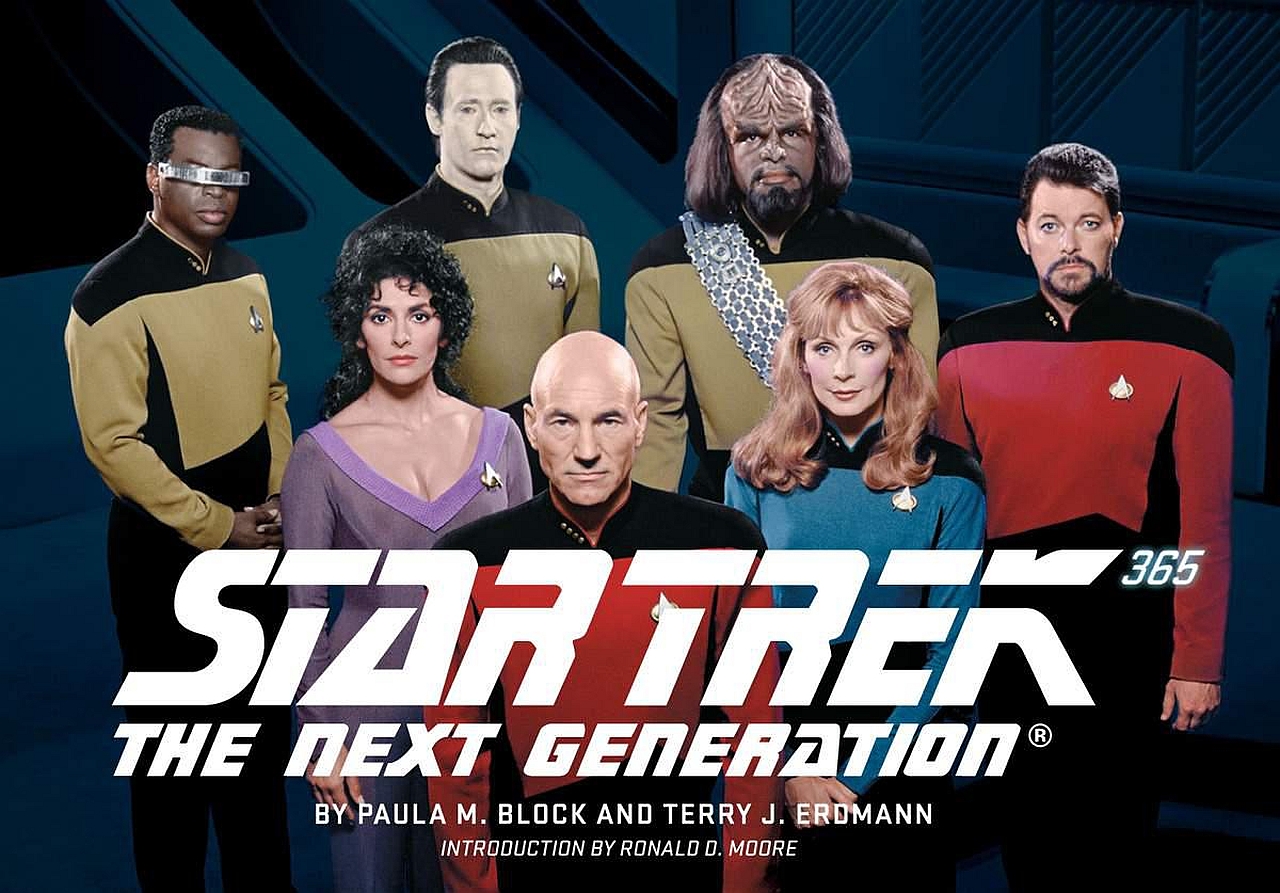 STAR TREK 365
THE NEXT GENERATION®
BY PAULA M. BLOCK AND TERRY J. ERDMANN
INTRODUCTION BY RONALD D. MOORE